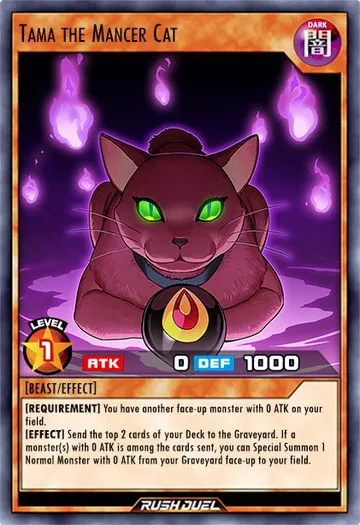 TAMA THE MANCER CAT
DARK
闇
LEVEL
1
ATK 0 DEF 1000
[BEAST/EFFECT]
[REQUIREMENT] You have another face-up monster with 0 ATK on your
field.
[EFFECT] Send the top 2 cards of your Deck to the Graveyard. If a
monster(s) with 0 ATK is among the cards sent, you can Special Summon 1
Normal Monster with 0 ATK from your Graveyard face-up to your field.
RUSH DUEL